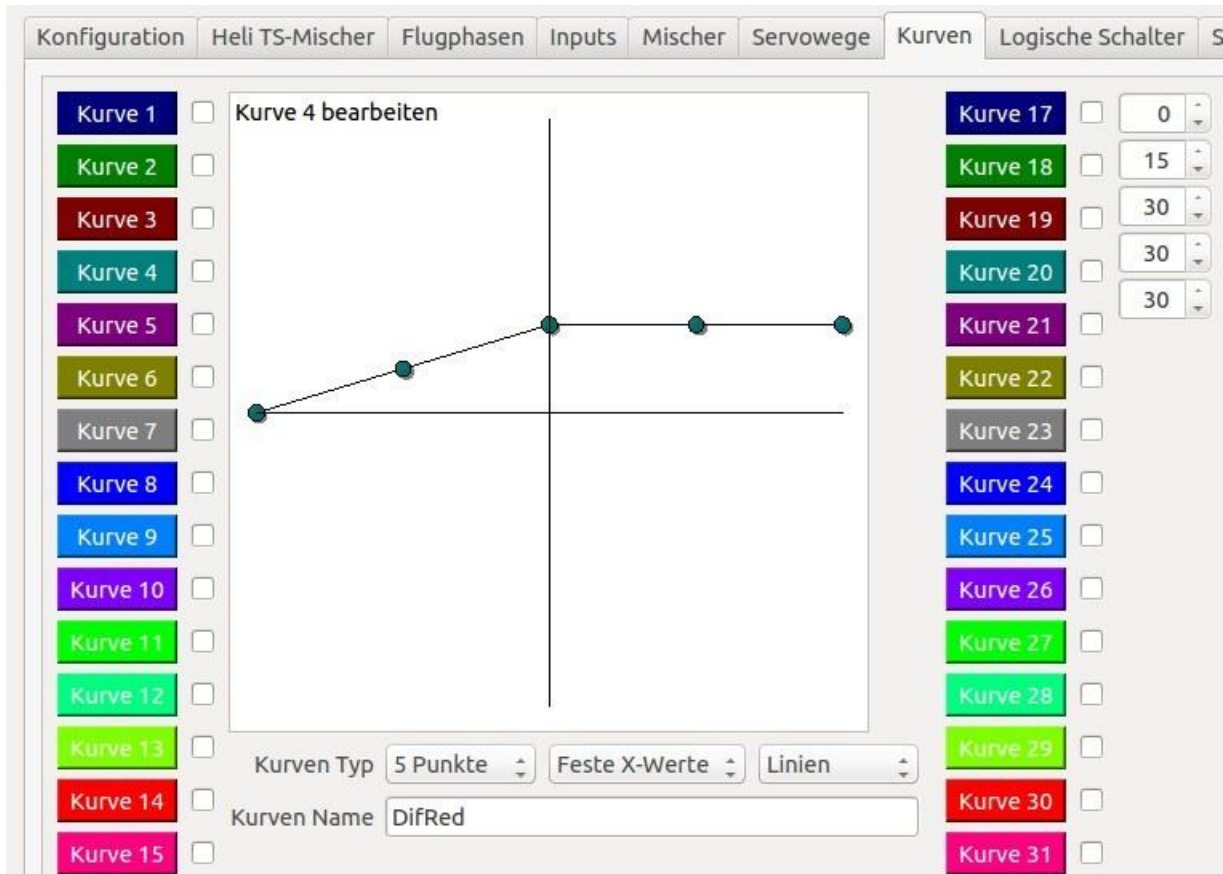 Konfiguration Heli TS-Mischer Flugphasen Inputs Mischer Servowege Kurven Logische Schalter S
Kurve 4 bearbeiten
Kurve 1
Kurve 2
Kurve 3
Kurve 4
Kurve 5
Kurve 6
Kurve 7
Kurve 8
Kurve 9
Kurve 10
Kurve 11
Kurve 12
Kurve 13
Kurve 14
Kurve 15
Kurven Typ 5 Punkte Feste X-Werte Linien
Kurven Name DifRed
Kurve 17
Kurve 18
Kurve 19
Kurve 20
Kurve 21
Kurve 22
Kurve 23
Kurve 24
Kurve 25
Kurve 26
Kurve 27
Kurve 28
Kurve 29
Kurve 30
Kurve 31
0
15
30
30
30